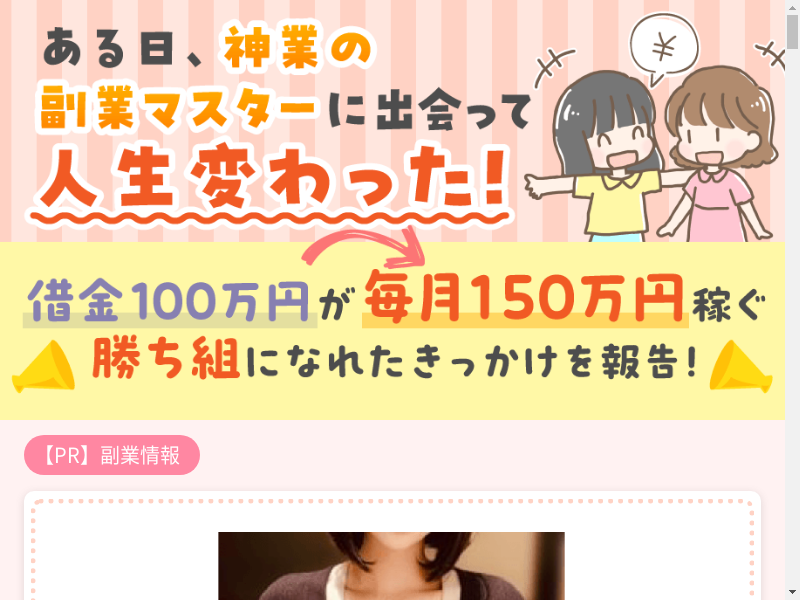 ある日、神業の
¥
副業マスターに出会って
人生変わった!
借金100万円が毎月150万円稼ぐ
勝ち組になれたきっかけを報告!
【PR】副業情報